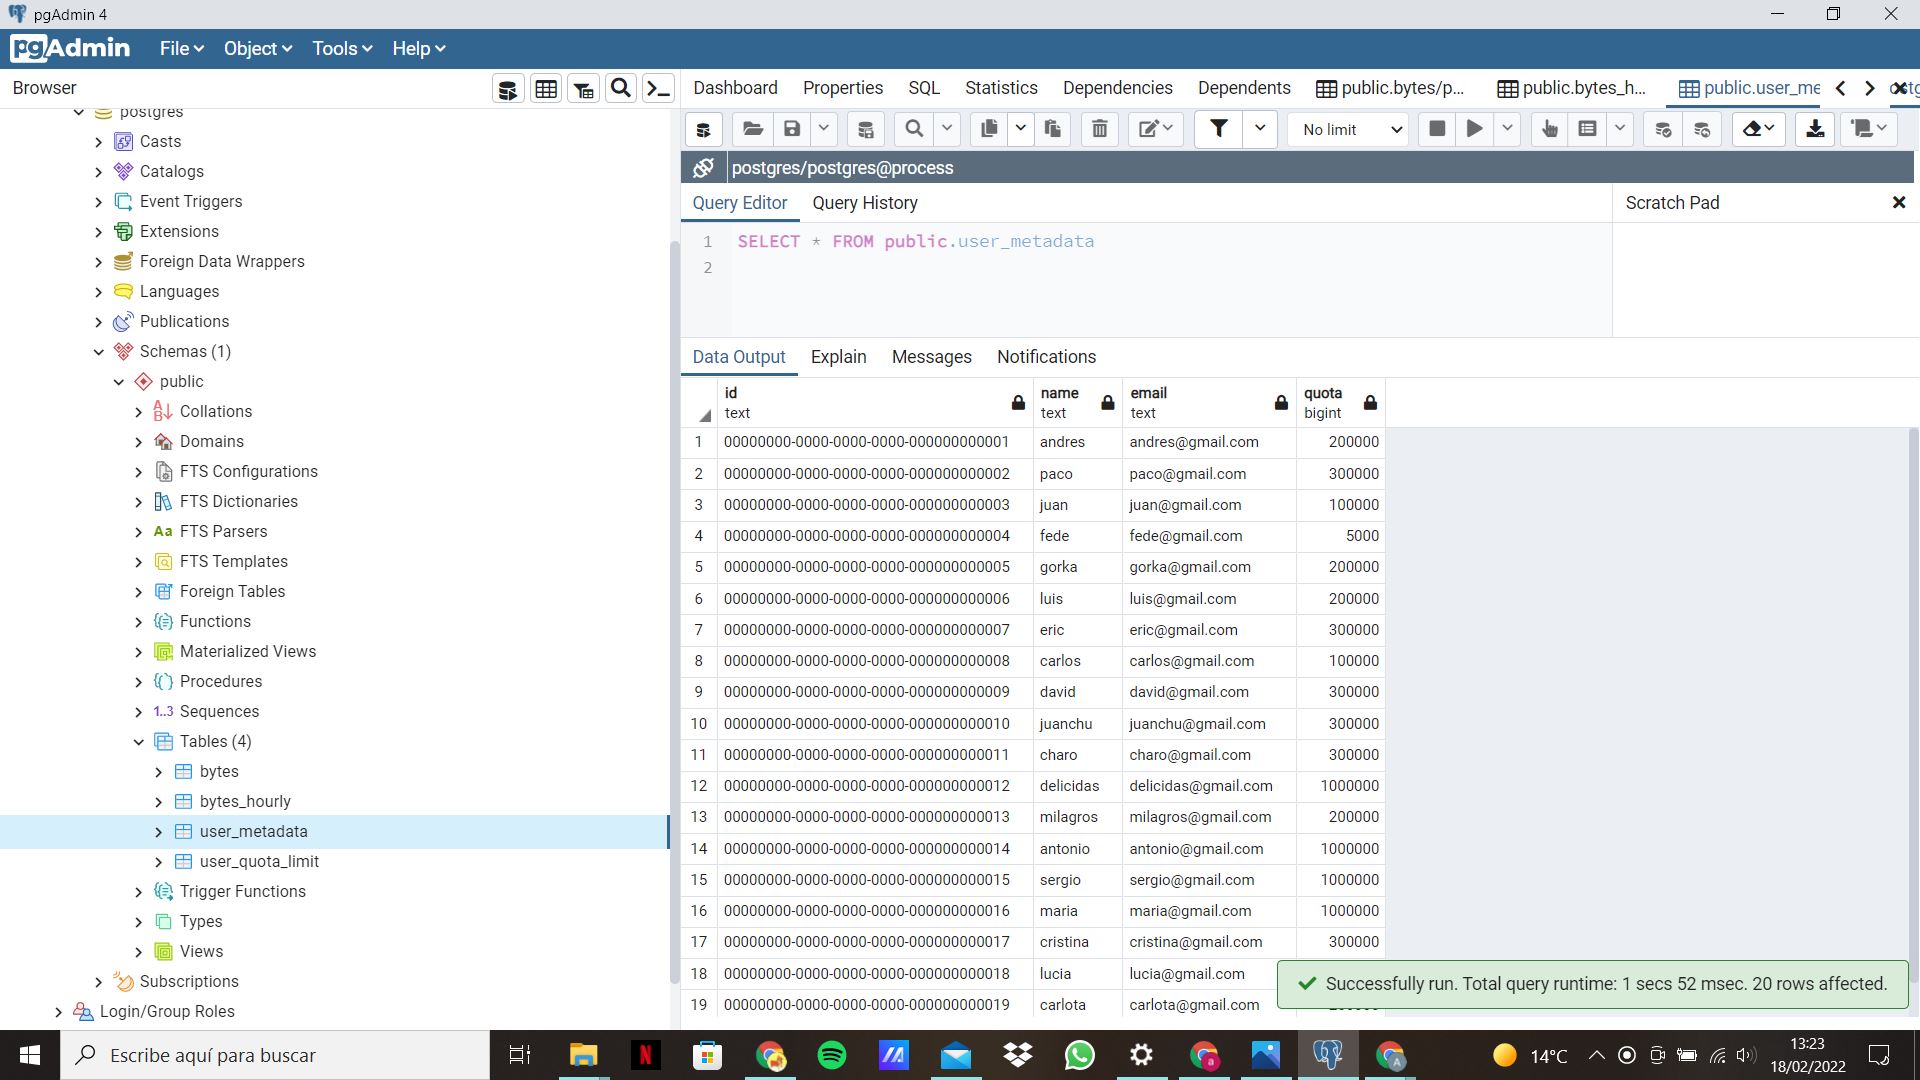 pgAdmin 4
pgAdmin File Object Tools Help
Browser
postgres
Casts
Catalogs
Event Triggers
Extensions
Foreign Data Wrappers
Languages
Publications
Schemas (1)
public
Collations
Domains
FTS Configurations
FTS Dictionaries
Aa FTS Parsers
FTS Templates
Foreign Tables
Functions
Materialized Views
Procedures
1..3 Sequences
Tables (4)
bytes
bytes_hourly
user_metadata
user_quota_limit
Trigger Functions
Types
Views
Subscriptions
Login/Group Roles
Dashboard Properties SQL Statistics Dependencies Dependents public.bytes/p... public.bytes_h... public.user_me
No limit
postgres/postgres@process
Query Editor Query History
Scratch Pad
1 SELECT * FROM public.user_metadata
2
Data Output Explain Messages Notifications
id name email quota
text text text bigint
1 00000000-0000-0000-0000-000000000001 andres andres@gmail.com 200000
2 00000000-0000-0000-0000-000000000002 paco paco@gmail.com 300000
3 00000000-0000-0000-0000-000000000003 juan juan@gmail.com 100000
4 00000000-0000-0000-0000-000000000004 fede fede@gmail.com 5000
5 00000000-0000-0000-0000-000000000005 gorka gorka@gmail.com 200000
6 00000000-0000-0000-0000-000000000006 luis luis@gmail.com 200000
7 00000000-0000-0000-0000-000000000007 eric eric@gmail.com 300000
8 00000000-0000-0000-0000-000000000008 carlos carlos@gmail.com 100000
9 00000000-0000-0000-0000-000000000009 david david@gmail.com 300000
10 00000000-0000-0000-0000-000000000010 juanchu juanchu@gmail.com 300000
11 00000000-0000-0000-0000-000000000011 charo charo@gmail.com 300000
12 00000000-0000-0000-0000-000000000012 delicidas delicidas@gmail.com 1000000
13 00000000-0000-0000-0000-000000000013 milagros milagros@gmail.com 200000
14 00000000-0000-0000-0000-000000000014 antonio antonio@gmail.com 1000000
15 00000000-0000-0000-0000-000000000015 sergio sergio@gmail.com 1000000
16 00000000-0000-0000-0000-000000000016 maria maria@gmail.com 1000000
17 00000000-0000-0000-0000-000000000017 cristina cristina@gmail.com 300000
18 00000000-0000-0000-0000-000000000018 lucia lucia@gmail.com
19 00000000-0000-0000-0000-000000000019 carlota carlota@gmail.com
Successfully run. Total query runtime: 1 secs 52 msec. 20 rows affected.
Escribe aquí para buscar
14°C
13:23
18/02/2022